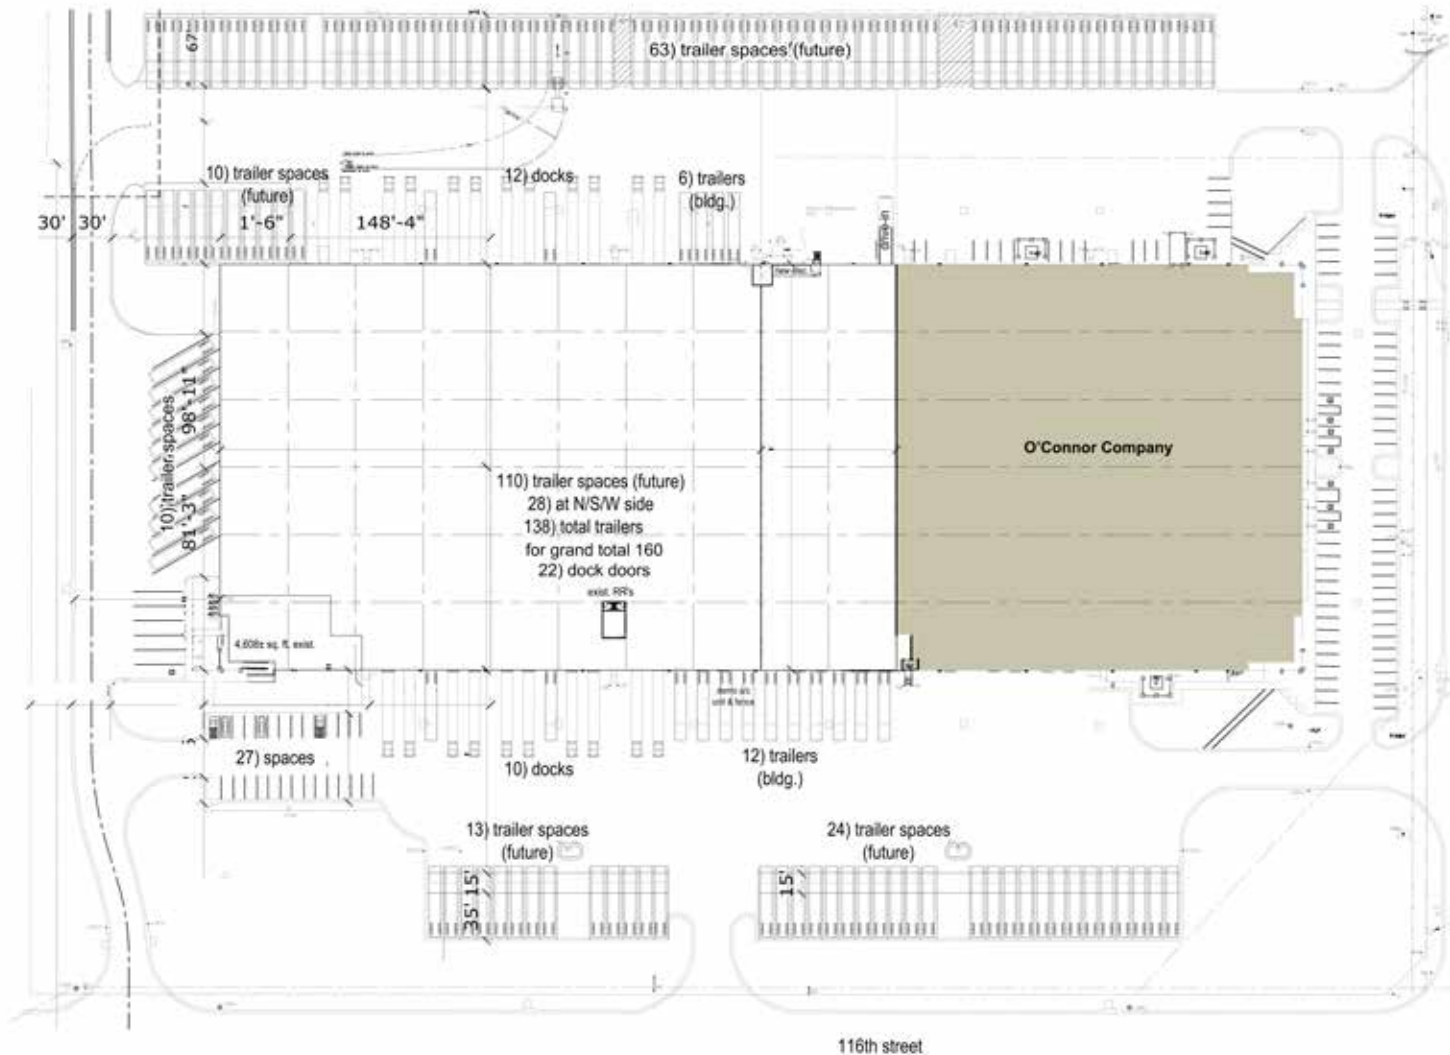 67'
63) trailer spaces (future)
10) trailer spaces
(future)
12) docks
6) trailers
(bldg.)
30'
30'
1'-6"
148'-4"
drive-in
98'-11"
10) trailer spaces
81'-3"
O'Connor Company
110) trailer spaces (future)
28) at N/S/W side
138) total trailers
for grand total 160
22) dock doors
exist. RR's
4,608± sq. ft. exist.
unit & fence
27) spaces
10) docks
12) trailers
(bldg.)
13) trailer spaces
(future)
24) trailer spaces
(future)
15'
35'
15'
116th street